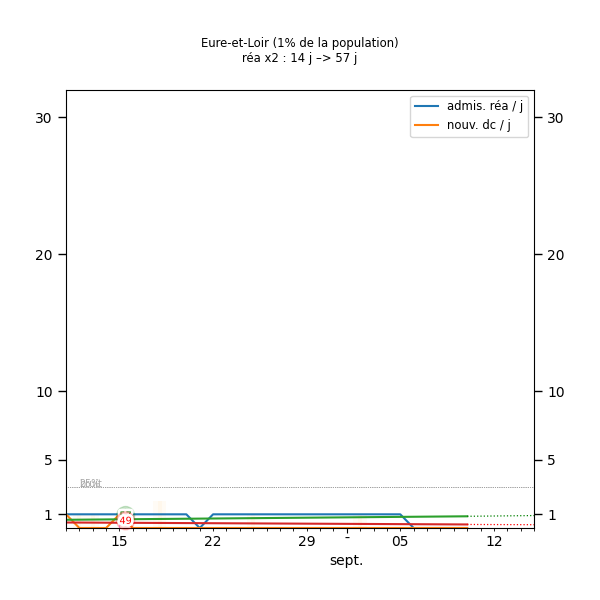 Eure-et-Loir (1% de la population)
réa x2 : 14 j –> 57 j
admis. réa / j
nouv. dc / j
30 30
20 20
10 10
5 5
1 1
-49
15 22 29 - 05 12
sept.